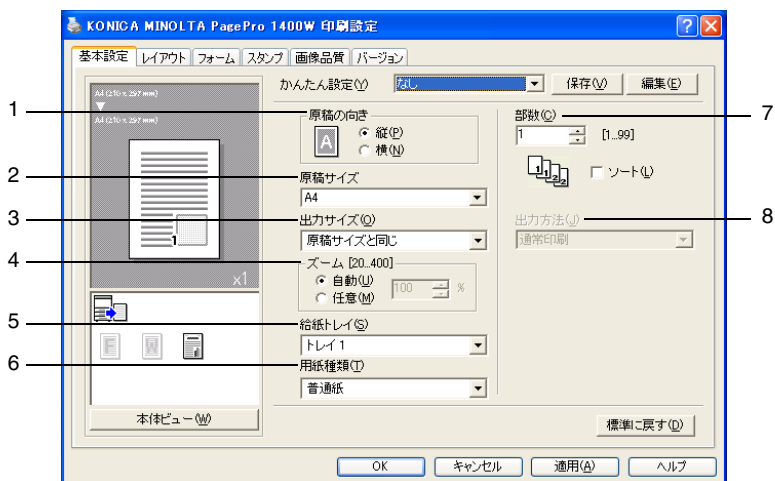 KONICA MINOLTA PagePro 1400W 印刷設定
基本設定 レイアウト フォーム スタンプ 画像品質 バージョン
A4 (210 x 297 mm)
A4 (210 x 297 mm)
1
x1
F W
本体ビュー(W)
かんたん設定(Y) なし 保存(V) 編集(E)
1
原稿の向き
A
縦(P)
横(N)
2
原稿サイズ
A4
3
出力サイズ(O)
原稿サイズと同じ
4
ズーム [20...400]
自動(U)
任意(M)
100 %
5
給紙トレイ(S)
トレイ 1
6
用紙種類(T)
普通紙
部数(C)
7
1 [1...99]
1 1 2 2
ソート(L)
出力方法(J)
8
通常印刷
標準に戻す(D)
OK キャンセル 適用(A) ヘルプ